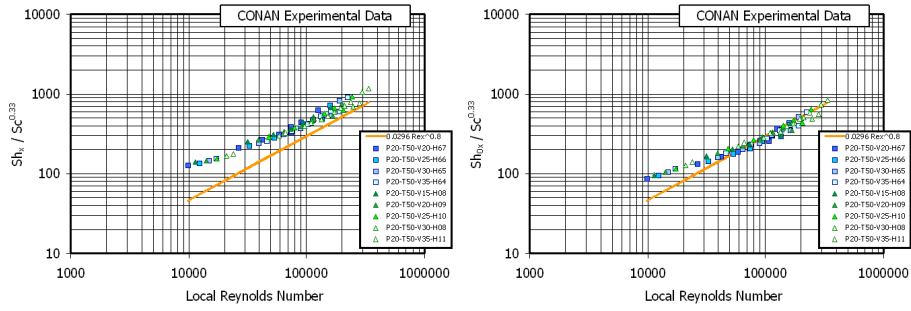 CONAN Experimental Data
10000
1000
100
10
1000
10000
100000
1000000
Sh_x / Sc^0.33
Local Reynolds Number
0.0296 Rex^0.8
P20-T50-V20-H67
P20-T50-V25-H66
P20-T50-V30-H65
P20-T50-V35-H64
P20-T50-V15-H08
P20-T50-V20-H09
P20-T50-V25-H10
P20-T50-V30-H08
P20-T50-V35-H11
CONAN Experimental Data
10000
1000
100
10
1000
10000
100000
1000000
Sh_0x / Sc^0.33
Local Reynolds Number
0.0296 Rex^0.8
P20-T50-V20-H67
P20-T50-V25-H66
P20-T50-V30-H65
P20-T50-V35-H64
P20-T50-V15-H08
P20-T50-V20-H09
P20-T50-V25-H10
P20-T50-V30-H08
P20-T50-V35-H11